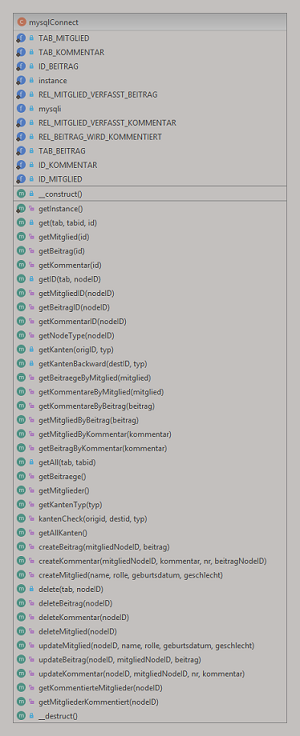 mysqlConnect
TAB_MITGLIED
TAB_KOMMENTAR
ID_BEITRAG
instance
REL_MITGLIED_VERFASST_BEITRAG
mysqli
REL_MITGLIED_VERFASST_KOMMENTAR
REL_BEITRAG_WIRD_KOMMENTIERT
TAB_BEITRAG
ID_KOMMENTAR
ID_MITGLIED
__construct()
getInstance()
get(tab, tabid, id)
getMitglied(id)
getBeitrag(id)
getKommentar(id)
getID(tab, nodeID)
getMitgliedID(nodeID)
getBeitragID(nodeID)
getKommentarID(nodeID)
getNodeType(nodeID)
getKanten(origID, typ)
getKantenBackward(destID, typ)
getBeitraegeByMitglied(mitglied)
getKommentareByMitglied(mitglied)
getKommentareByBeitrag(beitrag)
getMitgliedByBeitrag(beitrag)
getMitgliedByKommentar(kommentar)
getBeitragByKommentar(kommentar)
getAll(tab, tabid)
getBeitraege()
getMitglieder()
getKantenTyp(typ)
kantenCheck(origid, destid, typ)
getAllKanten()
createBeitrag(mitgliedNodeID, beitrag)
createKommentar(mitgliedNodeID, kommentar, nr, beitragNodeID)
createMitglied(name, rolle, geburtsdatum, geschlecht)
delete(tab, nodeID)
deleteBeitrag(nodeID)
deleteKommentar(nodeID)
deleteMitglied(nodeID)
updateMitglied(nodeID, name, rolle, geburtsdatum, geschlecht)
updateBeitrag(nodeID, mitgliedNodeID, beitrag)
updateKommentar(nodeID, mitgliedNodeID, nr, kommentar)
getKommentierteMitglieder(nodeID)
getMitgliederKommentiert(nodeID)
__destruct()